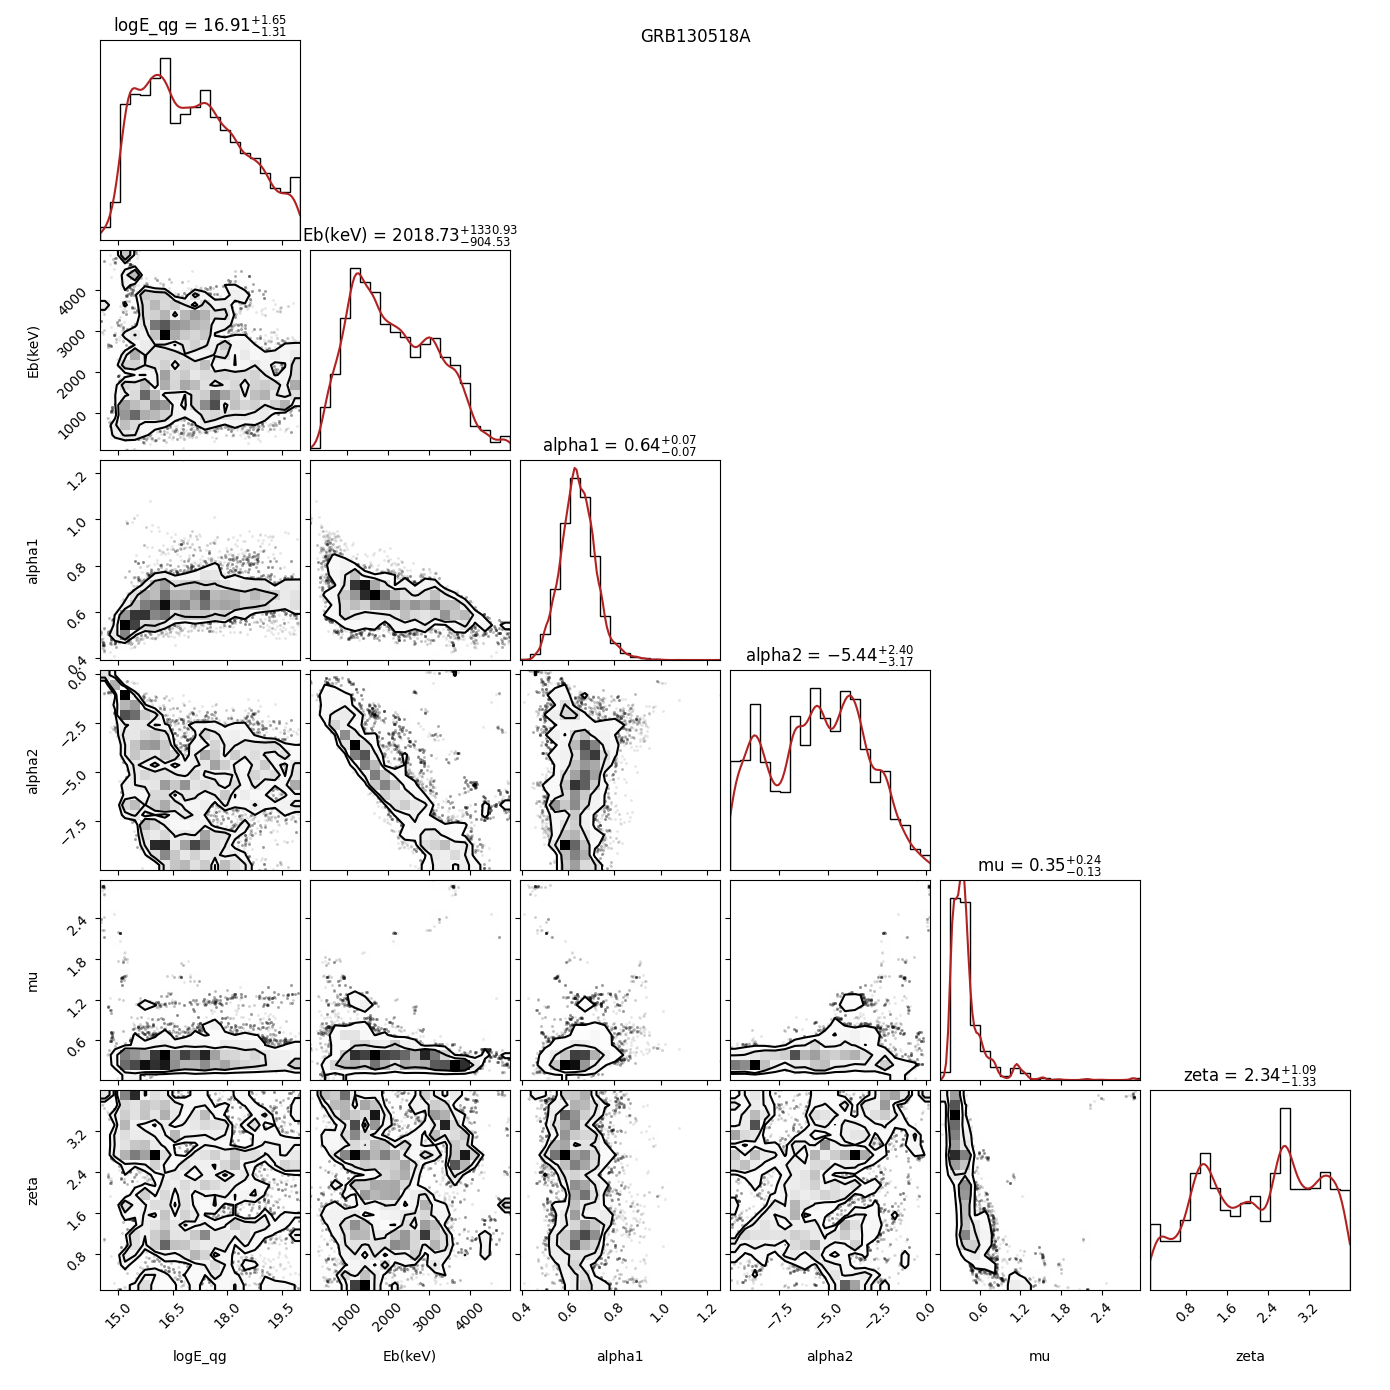 GRB130518A
logE_qg = 16.91+1.65−1.31
Eb(keV) = 2018.73+1330.93−904.53
4000
3000
2000
1000
Eb(keV)
alpha1 = 0.64+0.07−0.07
1.2
1.0
0.8
0.6
0.4
alpha1
alpha2 = −5.44+2.40−3.17
0.0
−2.5
−5.0
−7.5
alpha2
mu = 0.35+0.24−0.13
2.4
1.8
1.2
0.6
mu
zeta = 2.34+1.09−1.33
3.2
2.4
1.6
0.8
zeta
15.0 16.5 18.0 19.5 1000 2000 3000 4000 0.4 0.6 0.8 1.0 1.2 −7.5 −5.0 −2.5 0.0 0.6 1.2 1.8 2.4 0.8 1.6 2.4 3.2
logE_qg Eb(keV) alpha1 alpha2 mu zeta